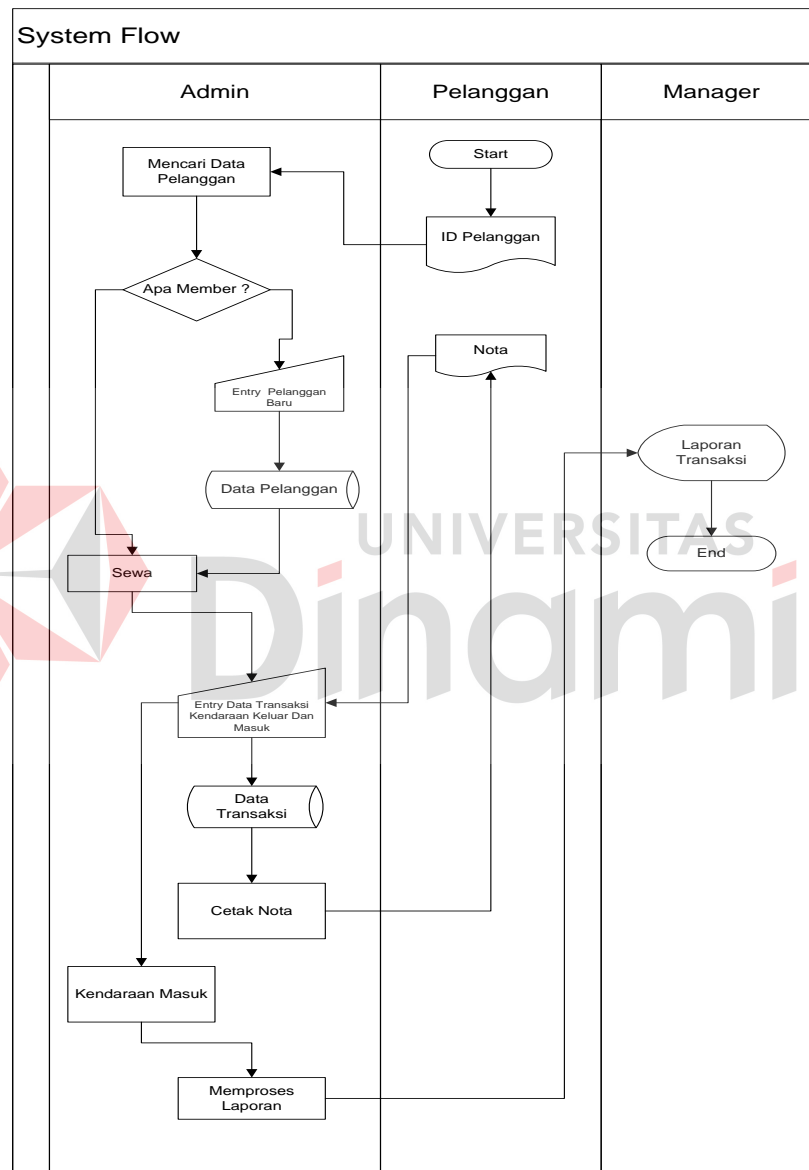 System Flow
Admin
Pelanggan
Manager
Start
Mencari Data
Pelanggan
ID Pelanggan
Apa Member ?
Nota
Entry Pelanggan
Baru
Laporan
Transaksi
Data Pelanggan
UNIVERSITAS
End
Sewa
Dinami
Entry Data Transaksi
Kendaraan Keluar Dan
Masuk
Data
Transaksi
Cetak Nota
Kendaraan Masuk
Memproses
Laporan